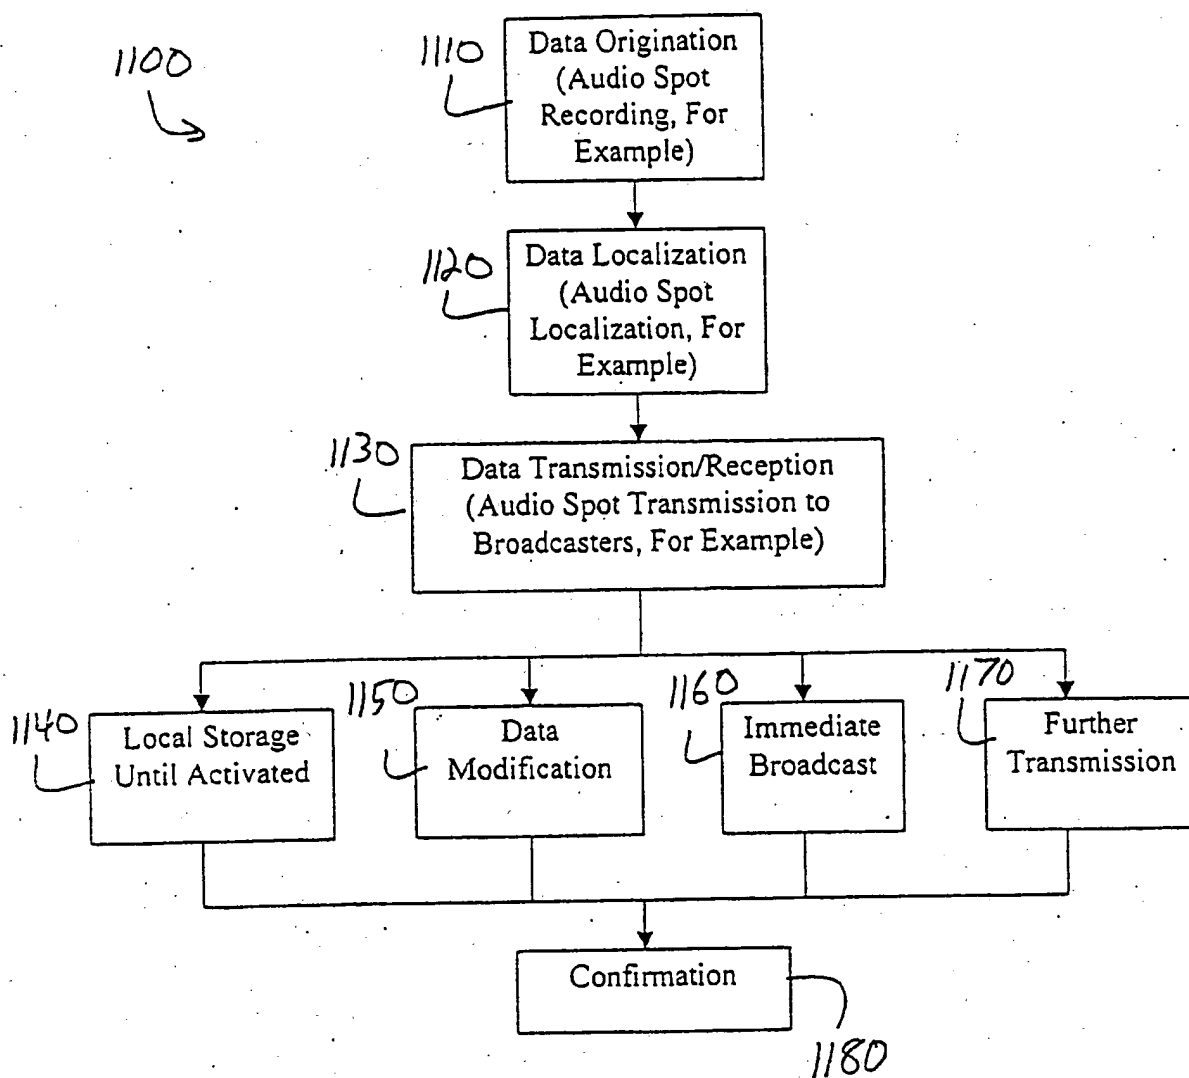 1100
1110
Data Origination
(Audio Spot
Recording, For
Example)
1120
Data Localization
(Audio Spot
Localization, For
Example)
1130
Data Transmission/Reception
(Audio Spot Transmission to
Broadcasters, For Example)
1140
Local Storage
Until Activated
1150
Data
Modification
1160
Immediate
Broadcast
1170
Further
Transmission
Confirmation
1180